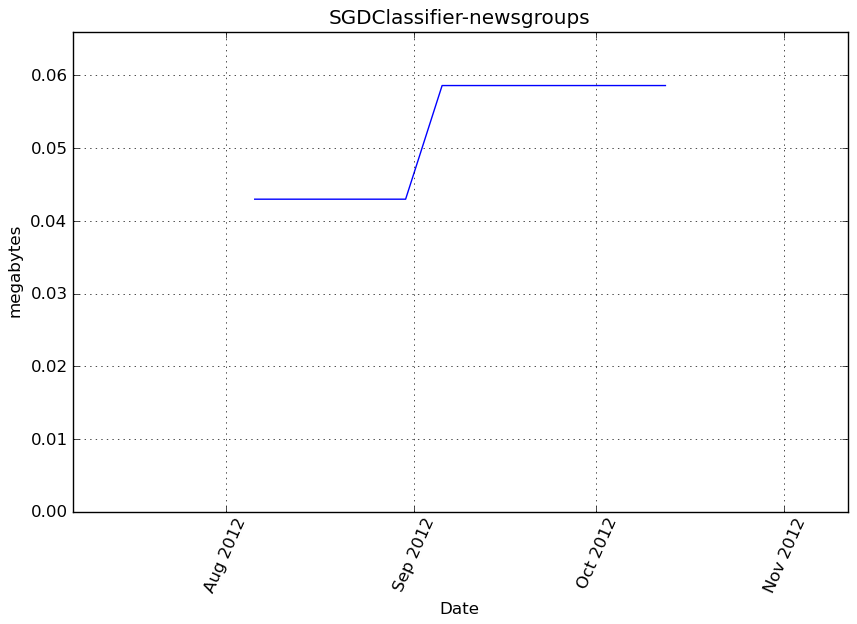 SGDClassifier-newsgroups
0.06
0.05
0.04
0.03
0.02
0.01
0.00
megabytes
Aug 2012
Sep 2012
Oct 2012
Nov 2012
Date